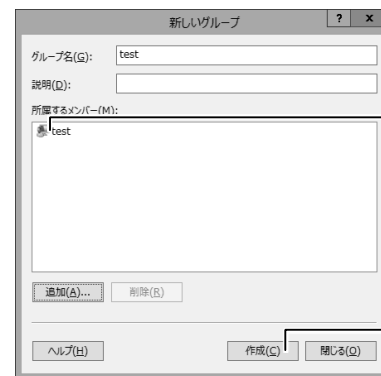 新しいグループ
? x
グループ名(G): test
説明(D):
所属するメンバー(M):
test
追加(A)... 削除(R)
ヘルプ(H) 作成(C) 閉じる(O)